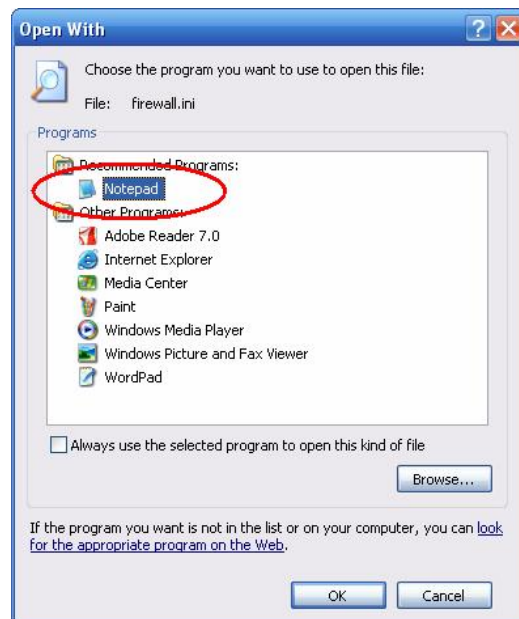 Open With
Choose the program you want to use to open this file:
File: firewall.ini
Programs
Recommended Programs:
Notepad
Other Programs:
Adobe Reader 7.0
Internet Explorer
Media Center
Paint
Windows Media Player
Windows Picture and Fax Viewer
WordPad
Always use the selected program to open this kind of file
Browse...
If the program you want is not in the list or on your computer, you can look
for the appropriate program on the Web.
OK Cancel